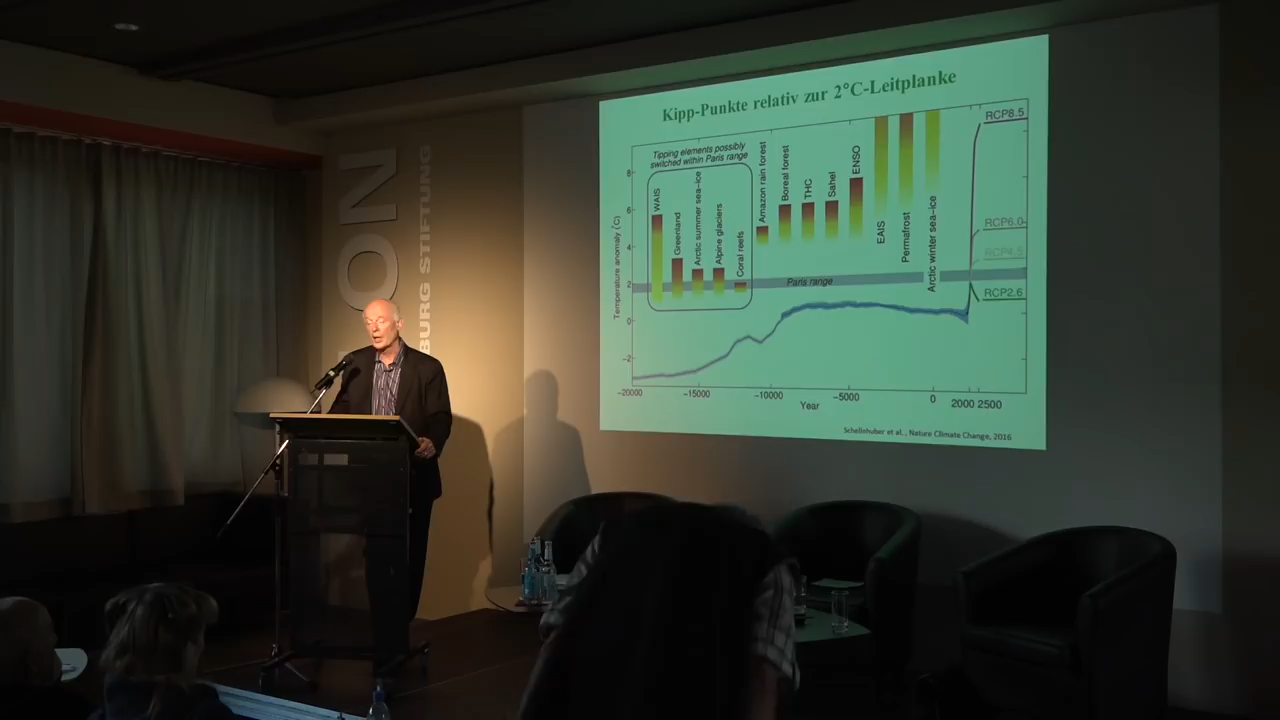 Kipp-Punkte relativ zur 2°C-Leitplanke
Tipping elements possibly
switched within Paris range
WAIS
Greenland
Arctic summer sea-ice
Alpine glaciers
Coral reefs
Amazon rain forest
Boreal forest
THC
Sahel
ENSO
EAIS
Permafrost
Arctic winter sea-ice
RCP8.5
RCP6.0
RCP4.5
RCP2.6
Paris range
Temperature anomaly (°C)
8
6
4
2
0
−2
−20000 −15000 −10000 −5000 0 2000 2500
Year
Schellnhuber et al., Nature Climate Change, 2016
ON
BURG STIFTUNG